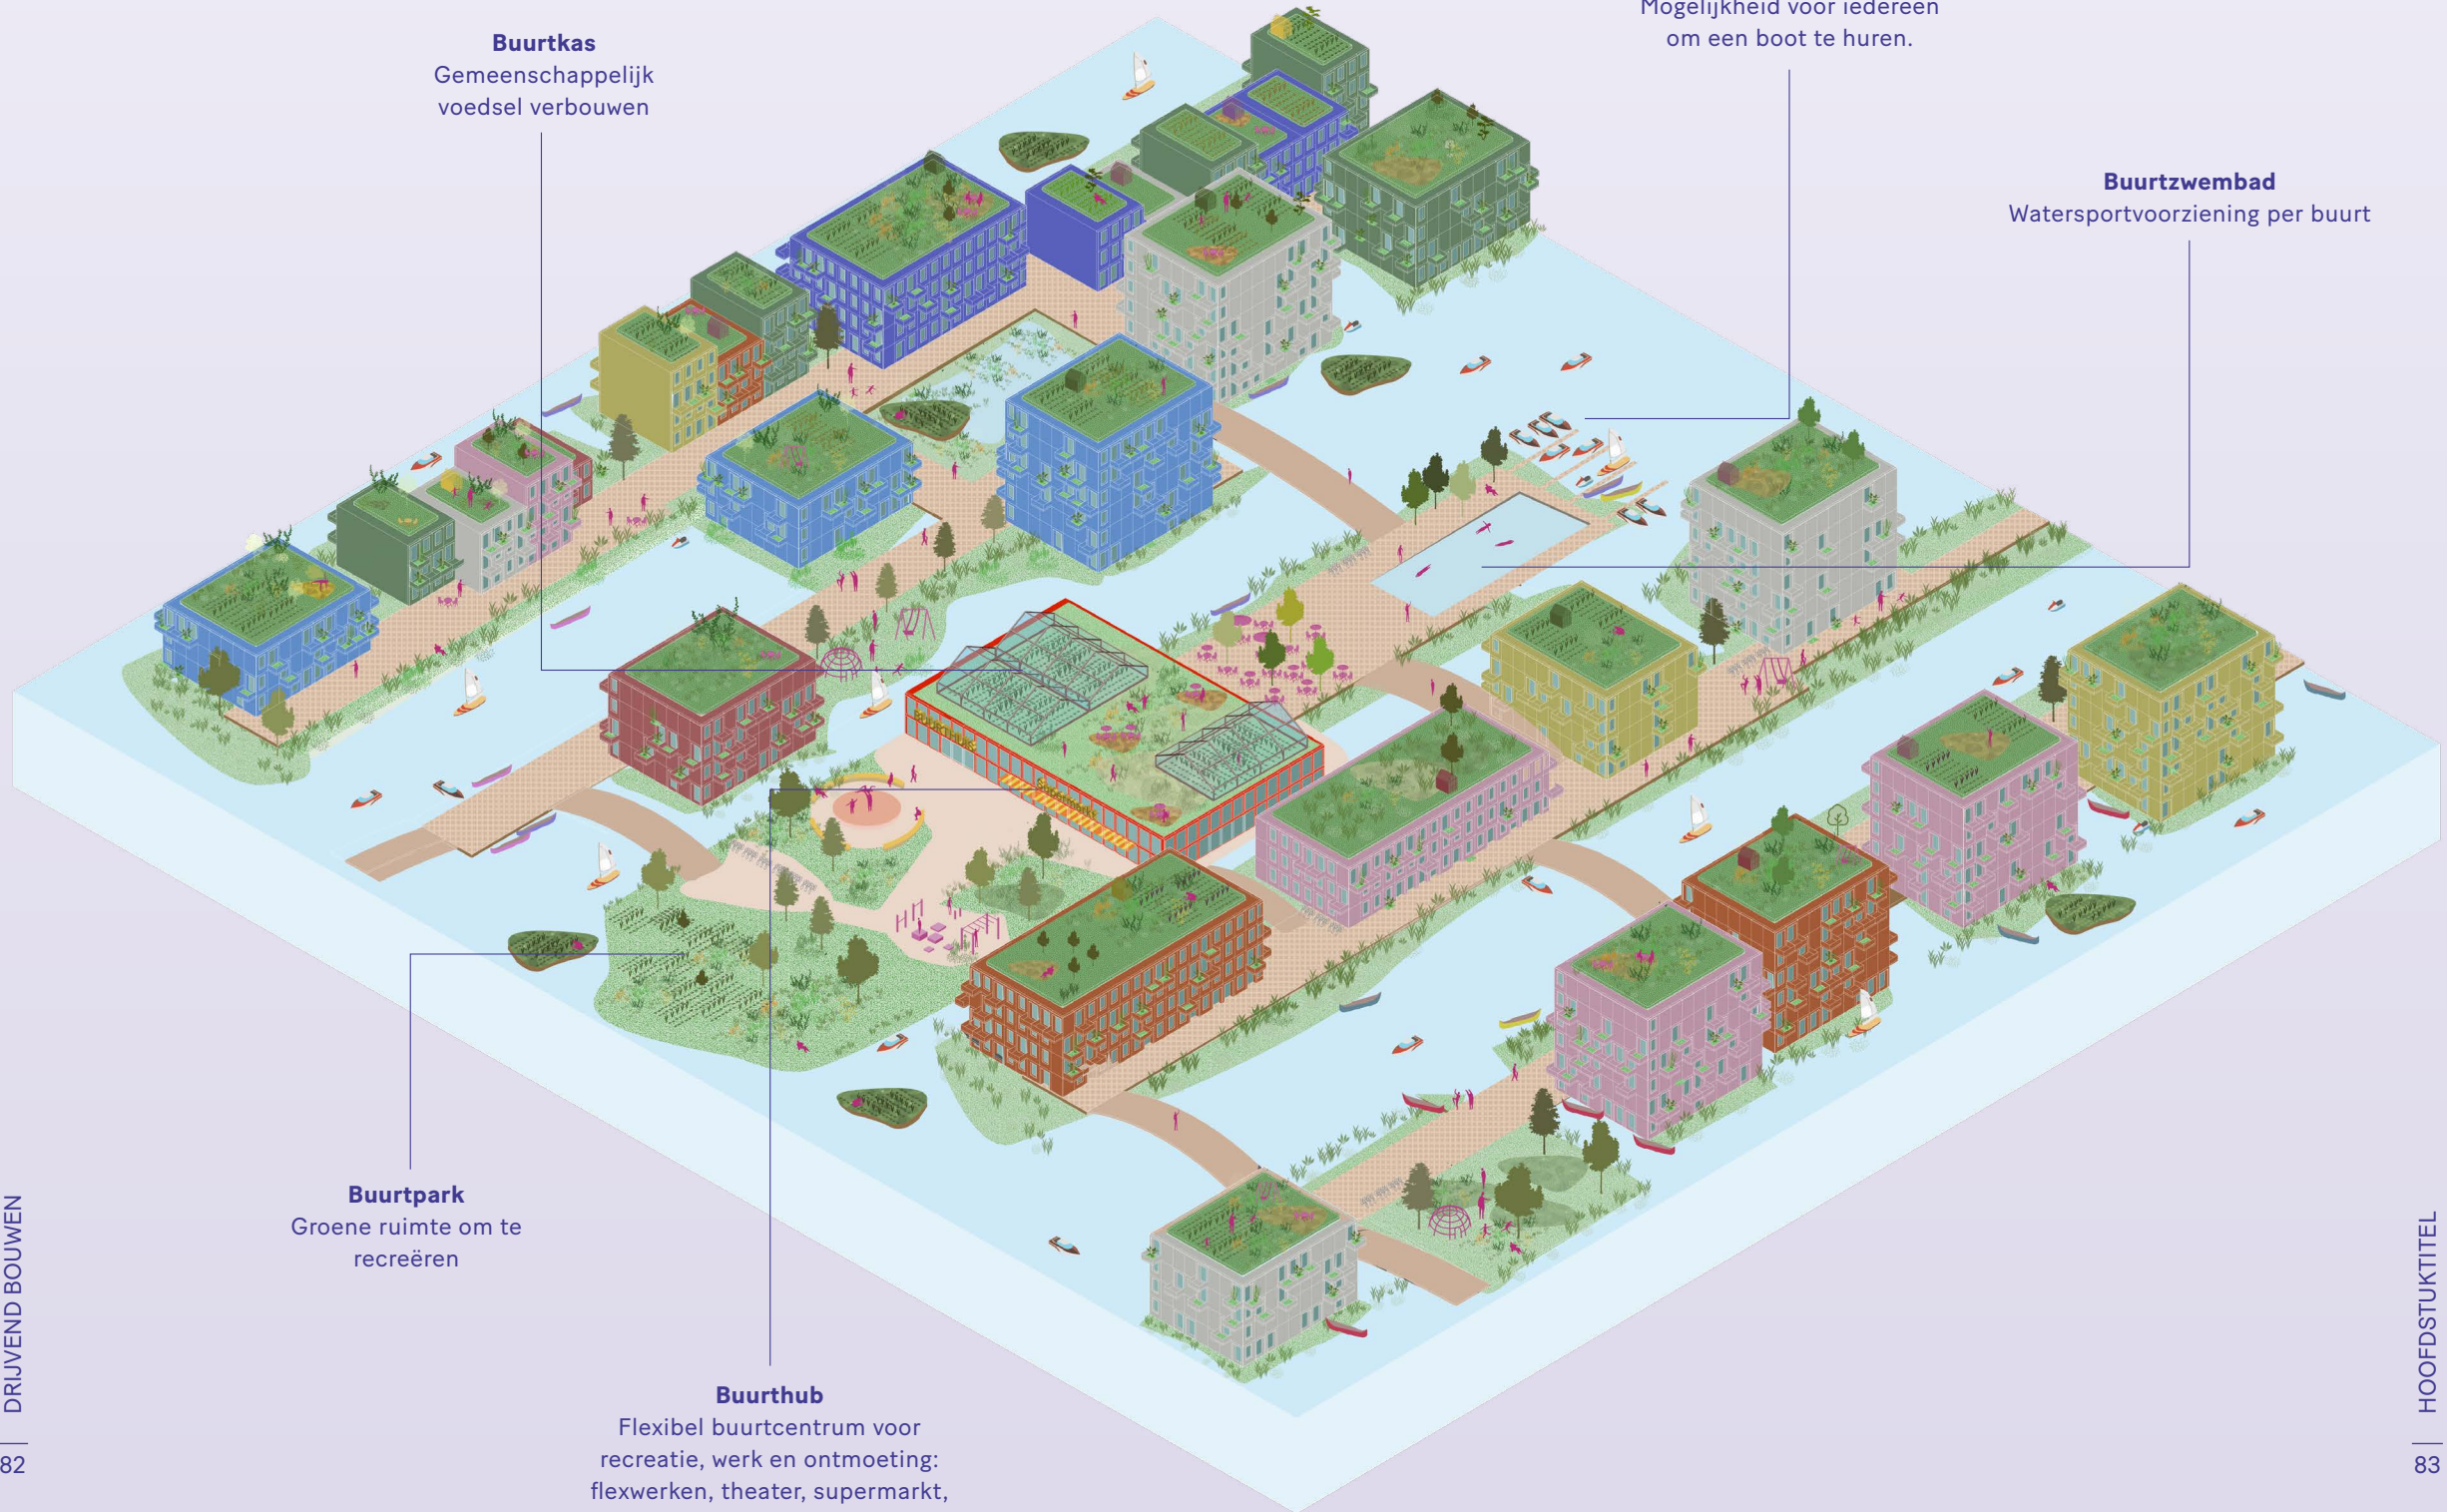 Mogelijkheid voor iedereen
om een boot te huren.
Buurtkas
Gemeenschappelijk
voedsel verbouwen
Buurtzwembad
Watersportvoorziening per buurt
BUURTHUIS
Supermarkt
Buurtpark
Groene ruimte om te
recreëren
Buurthub
Flexibel buurtcentrum voor
recreatie, werk en ontmoeting:
flexwerken, theater, supermarkt,
DRIJVEND BOUWEN
82
HOOFDSTUKTITEL
83